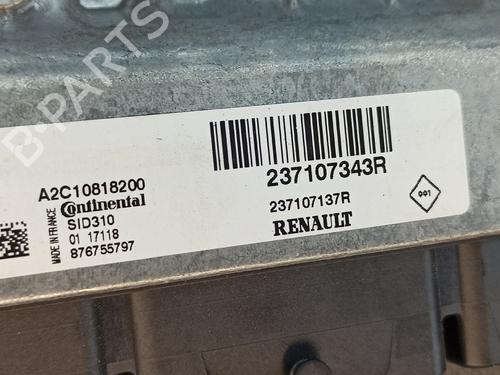 B-PARTS
A2C10818200
Continental
SID310
01 17118
876755797
MADE IN FRANCE
237107343R
237107137R
RENAULT
001